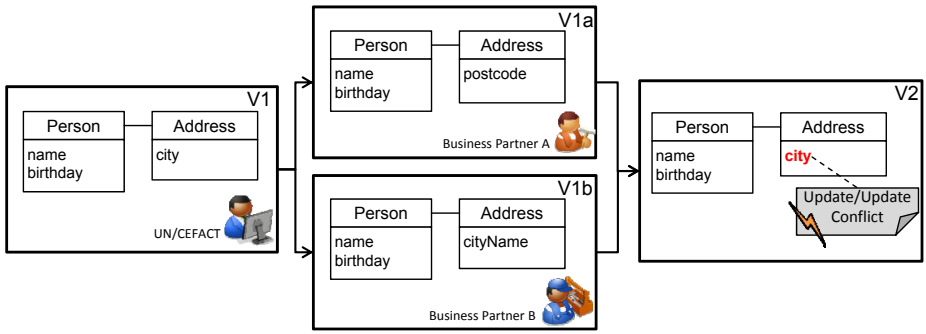 V1
Person
Address
name
birthday
city
UN/CEFACT
V1a
Person
Address
name
birthday
postcode
Business Partner A
V1b
Person
Address
name
birthday
cityName
Business Partner B
V2
Person
Address
name
birthday
city
Update/Update
Conflict